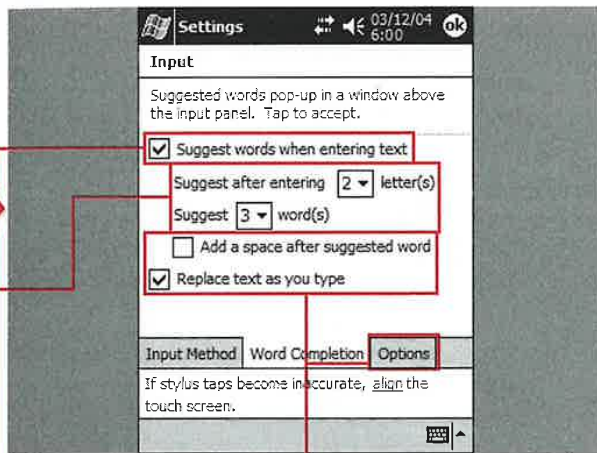 Settings 03/12/04 6:00 ok
Input
Suggested words pop-up in a window above
the input panel. Tap to accept.
Suggest words when entering text
Suggest after entering 2 letter(s)
Suggest 3 word(s)
Add a space after suggested word
Replace text as you type
Input Method Word Completion Options
If stylus taps become inaccurate, align the
touch screen.